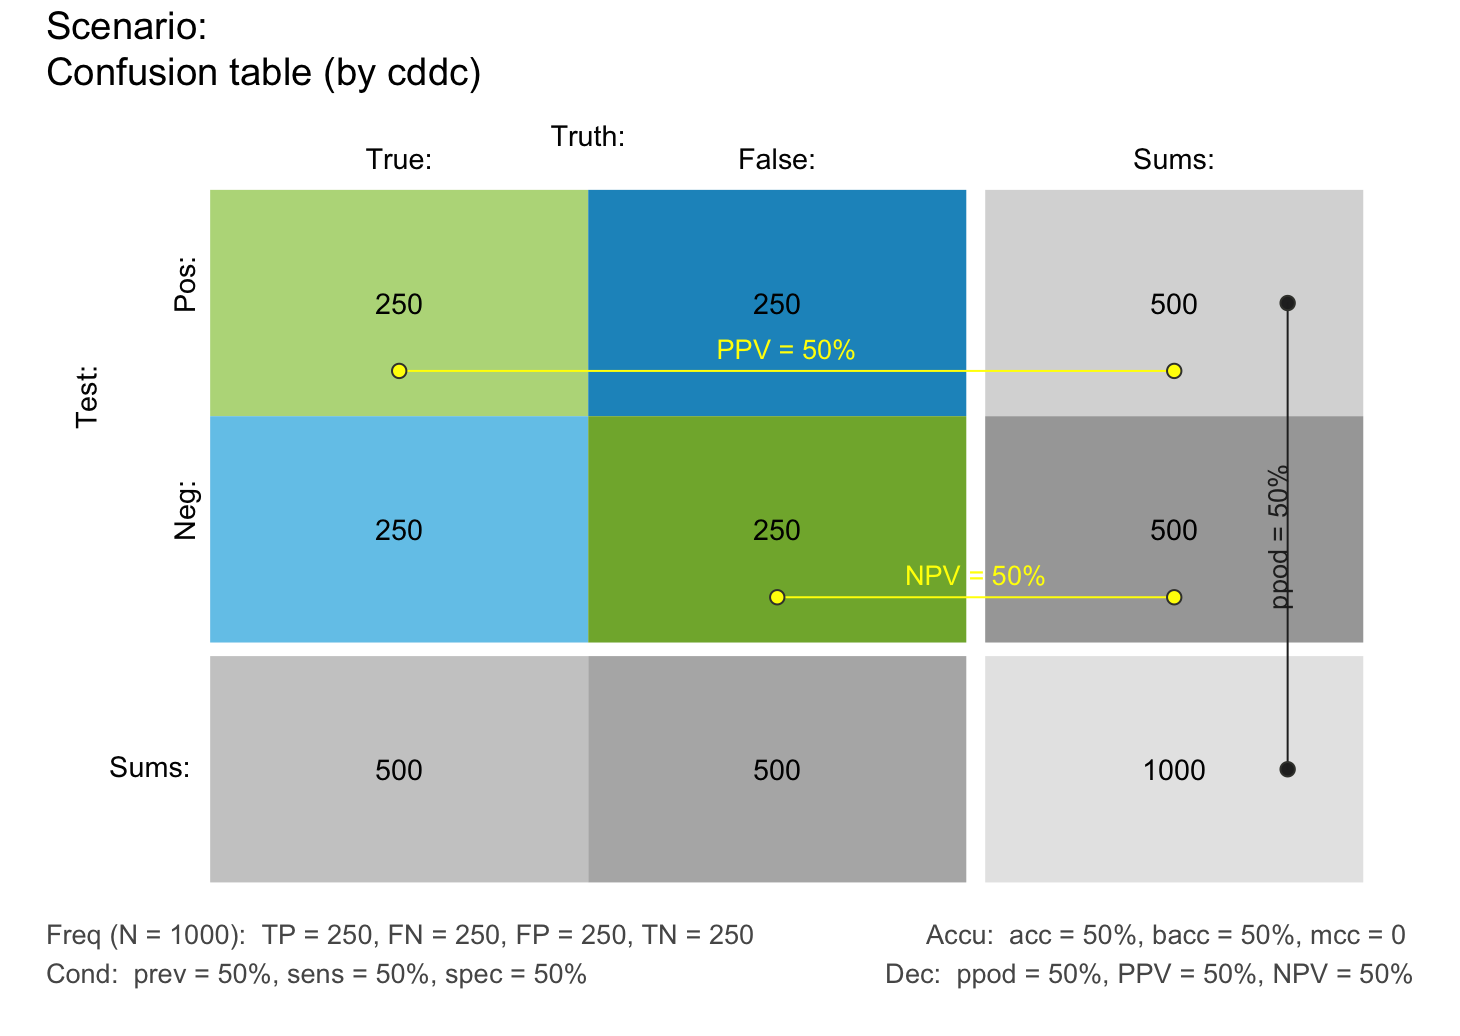 Scenario:
Confusion table (by cddc)
Truth:
True:
False:
Sums:
Test:
Pos:
250
250
500
PPV = 50%
Neg:
250
250
500
NPV = 50%
ppod = 50%
Sums:
500
500
1000
Freq (N = 1000):  TP = 250, FN = 250, FP = 250, TN = 250
Accu:  acc = 50%, bacc = 50%, mcc = 0
Cond:  prev = 50%, sens = 50%, spec = 50%
Dec:  ppod = 50%, PPV = 50%, NPV = 50%